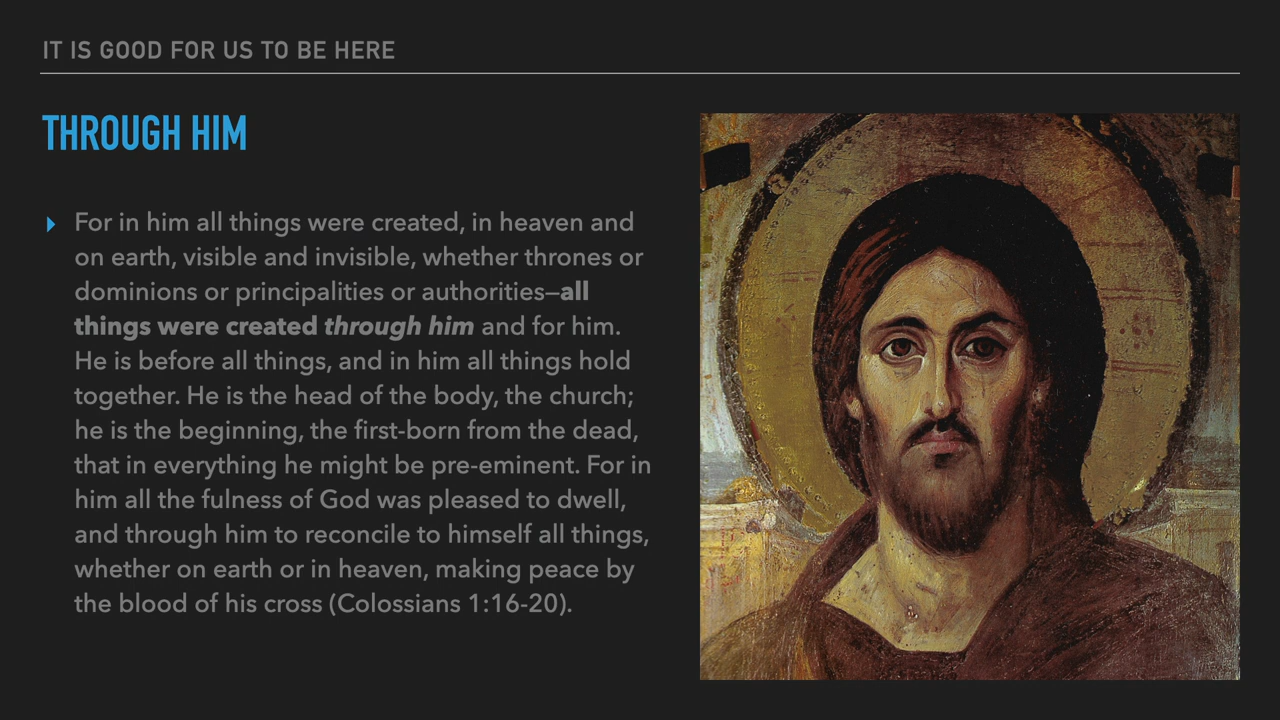 IT IS GOOD FOR US TO BE HERE
THROUGH HIM
For in him all things were created, in heaven and
on earth, visible and invisible, whether thrones or
dominions or principalities or authorities—all
things were created through him and for him.
He is before all things, and in him all things hold
together. He is the head of the body, the church;
he is the beginning, the first-born from the dead,
that in everything he might be pre-eminent. For in
him all the fulness of God was pleased to dwell,
and through him to reconcile to himself all things,
whether on earth or in heaven, making peace by
the blood of his cross (Colossians 1:16-20).